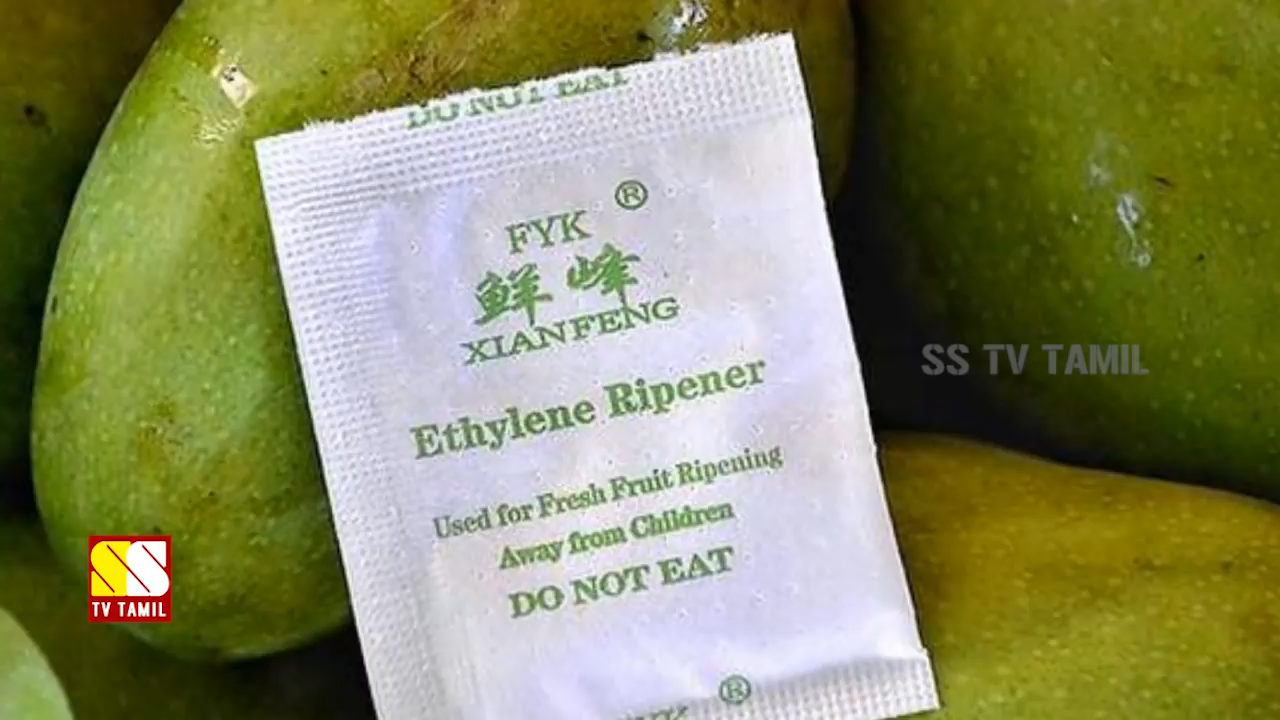 DO NOT EAT
®
FYK
鲜峰
XIANFENG
Ethylene Ripener
Used for Fresh Fruit Ripening
Away from Children
DO NOT EAT
®
SS TV TAMIL
SS
TV TAMIL